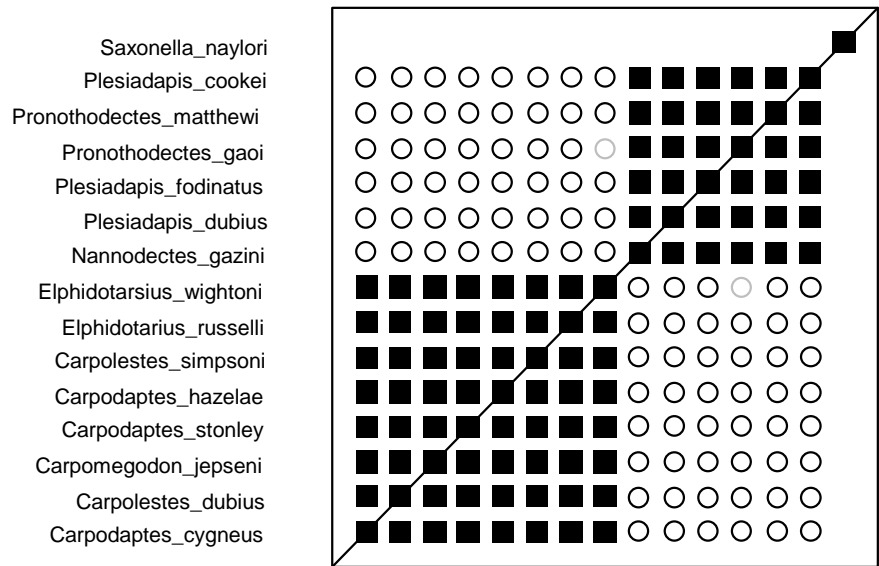 Saxonella_naylori
Plesiadapis_cookei
Pronothodectes_matthewi
Pronothodectes_gaoi
Plesiadapis_fodinatus
Plesiadapis_dubius
Nannodectes_gazini
Elphidotarsius_wightoni
Elphidotarius_russelli
Carpolestes_simpsoni
Carpodaptes_hazelae
Carpodaptes_stonley
Carpomegodon_jepseni
Carpolestes_dubius
Carpodaptes_cygneus